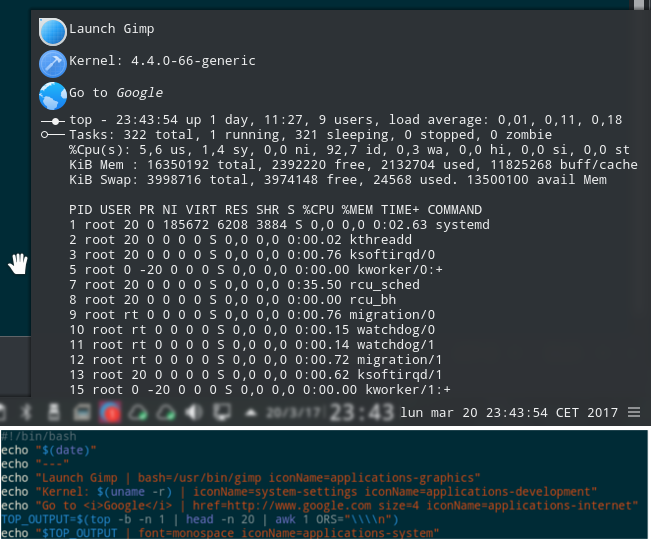 Launch Gimp
Kernel: 4.4.0-66-generic
Go to Google
top - 23:43:54 up 1 day, 11:27, 9 users, load average: 0,01, 0,11, 0,18
Tasks: 322 total, 1 running, 321 sleeping, 0 stopped, 0 zombie
%Cpu(s): 5,6 us, 1,4 sy, 0,0 ni, 92,7 id, 0,3 wa, 0,0 hi, 0,0 si, 0,0 st
KiB Mem : 16350192 total, 2392220 free, 2132704 used, 11825268 buff/cache
KiB Swap: 3998716 total, 3974148 free, 24568 used. 13500100 avail Mem
PID USER PR NI VIRT RES SHR S %CPU %MEM TIME+ COMMAND
1 root 20 0 185672 6208 3884 S 0,0 0,0 0:02.63 systemd
2 root 20 0 0 0 0 S 0,0 0,0 0:00.02 kthreadd
3 root 20 0 0 0 0 S 0,0 0,0 0:00.76 ksoftirqd/0
5 root 0 -20 0 0 0 S 0,0 0,0 0:00.00 kworker/0:+
7 root 20 0 0 0 0 S 0,0 0,0 0:35.50 rcu_sched
8 root 20 0 0 0 0 S 0,0 0,0 0:00.00 rcu_bh
9 root rt 0 0 0 0 S 0,0 0,0 0:00.76 migration/0
10 root rt 0 0 0 0 S 0,0 0,0 0:00.15 watchdog/0
11 root rt 0 0 0 0 S 0,0 0,0 0:00.14 watchdog/1
12 root rt 0 0 0 0 S 0,0 0,0 0:00.72 migration/1
13 root 20 0 0 0 0 S 0,0 0,0 0:00.62 ksoftirqd/1
15 root 0 -20 0 0 0 S 0,0 0,0 0:00.00 kworker/1:+
20/3/17 23:43 lun mar 20 23:43:54 CET 2017
#!/bin/bash
echo "$(date)"
echo "---"
echo "Launch Gimp | bash=/usr/bin/gimp iconName=applications-graphics"
echo "Kernel: $(uname -r) | iconName=system-settings iconName=applications-development"
echo "Go to <i>Google</i> | href=http://www.google.com size=4 iconName=applications-internet"
TOP_OUTPUT=$(top -b -n 1 | head -n 20 | awk 1 ORS="\\\\n")
echo "$TOP_OUTPUT | font=monospace iconName=applications-system"